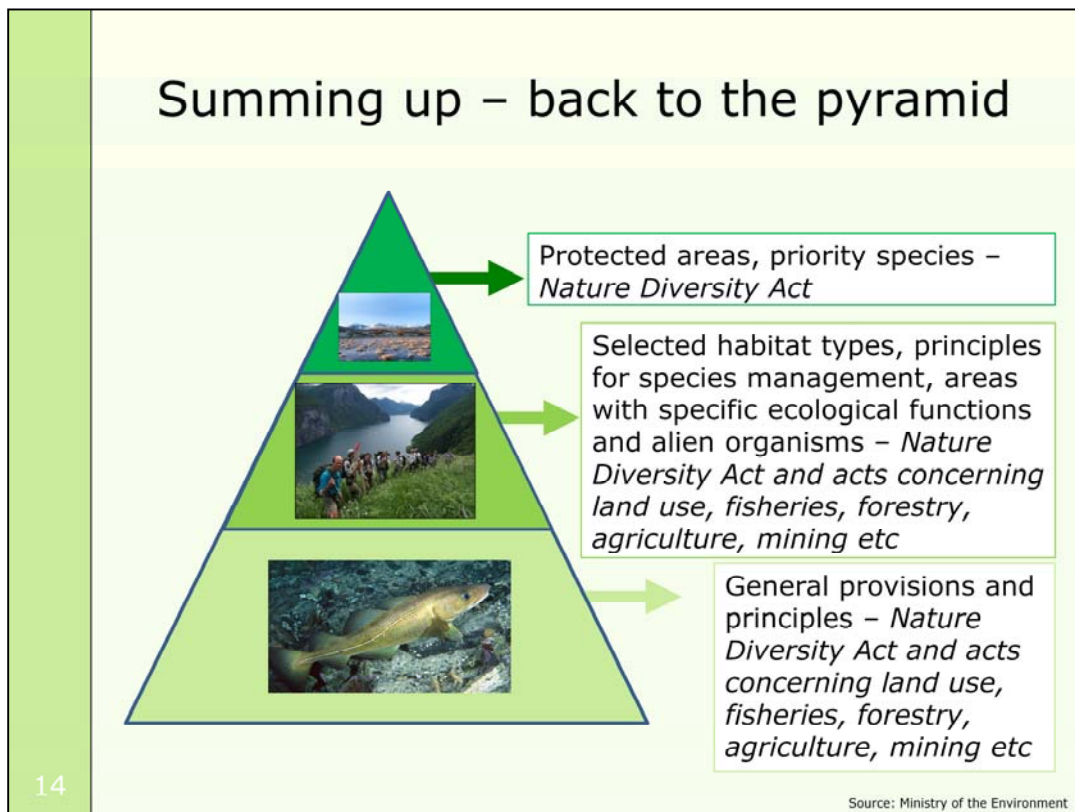 Summing up – back to the pyramid
Protected areas, priority species –
Nature Diversity Act
Selected habitat types, principles
for species management, areas
with specific ecological functions
and alien organisms – Nature
Diversity Act and acts concerning
land use, fisheries, forestry,
agriculture, mining etc
General provisions and
principles – Nature
Diversity Act and acts
concerning land use,
fisheries, forestry,
agriculture, mining etc
14
Source: Ministry of the Environment